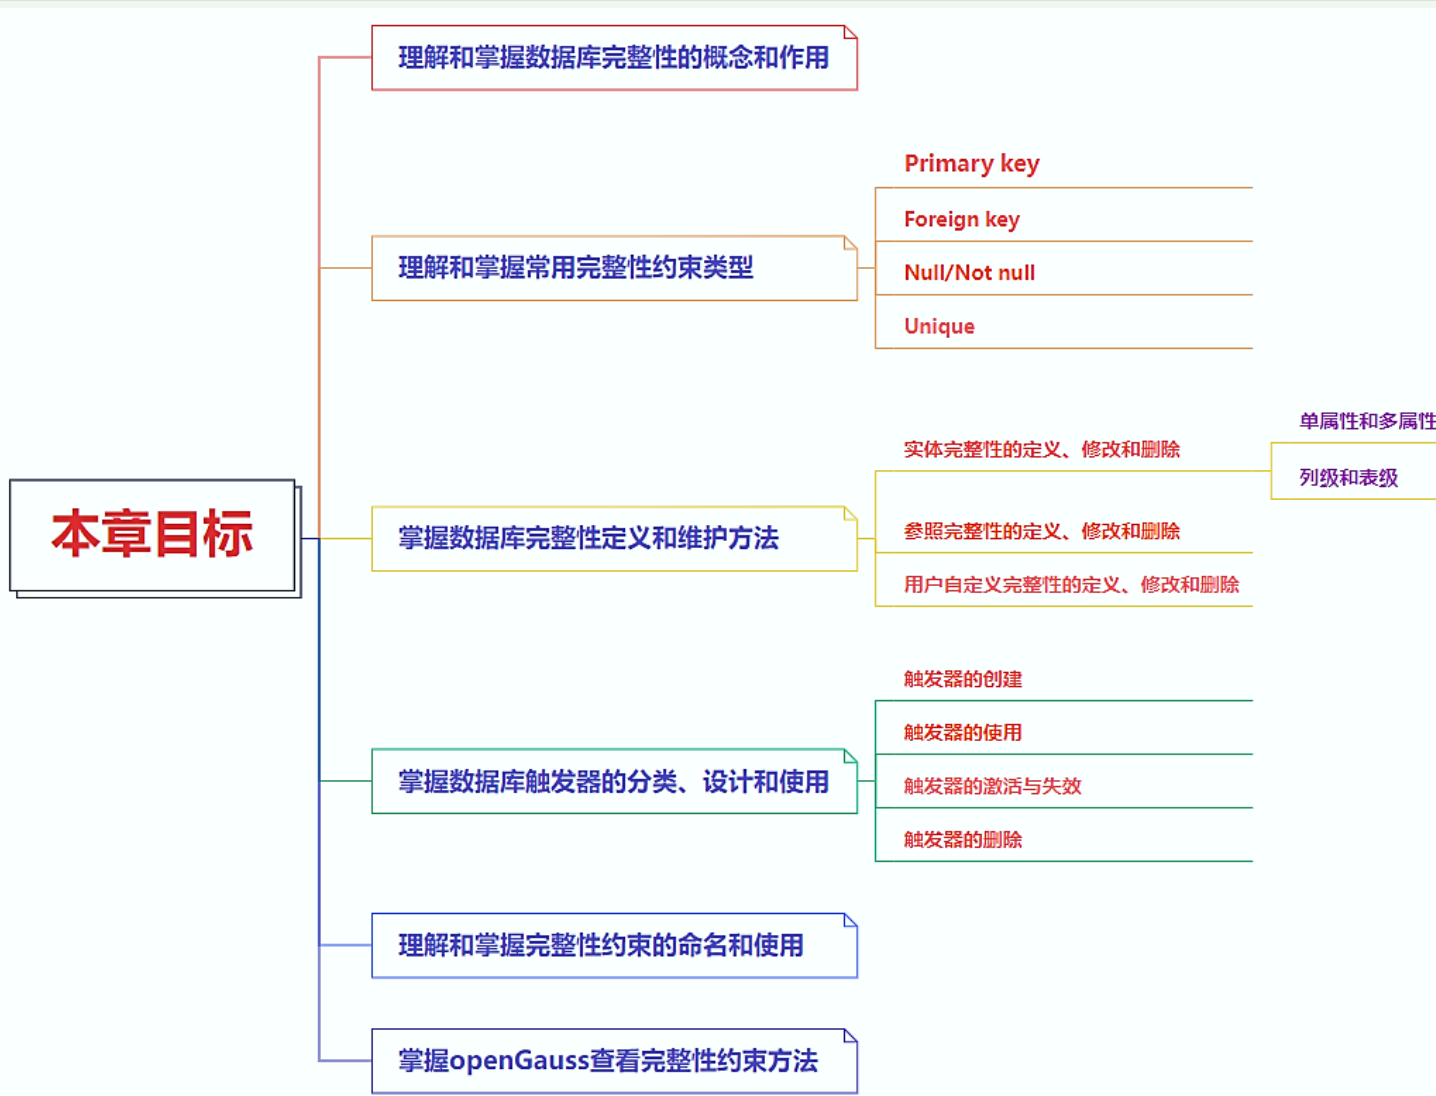 本章目标
理解和掌握数据库完整性的概念和作用
理解和掌握常用完整性约束类型
Primary key
Foreign key
Null/Not null
Unique
掌握数据库完整性定义和维护方法
实体完整性的定义、修改和删除
单属性和多属性
列级和表级
参照完整性的定义、修改和删除
用户自定义完整性的定义、修改和删除
掌握数据库触发器的分类、设计和使用
触发器的创建
触发器的使用
触发器的激活与失效
触发器的删除
理解和掌握完整性约束的命名和使用
掌握openGauss查看完整性约束方法